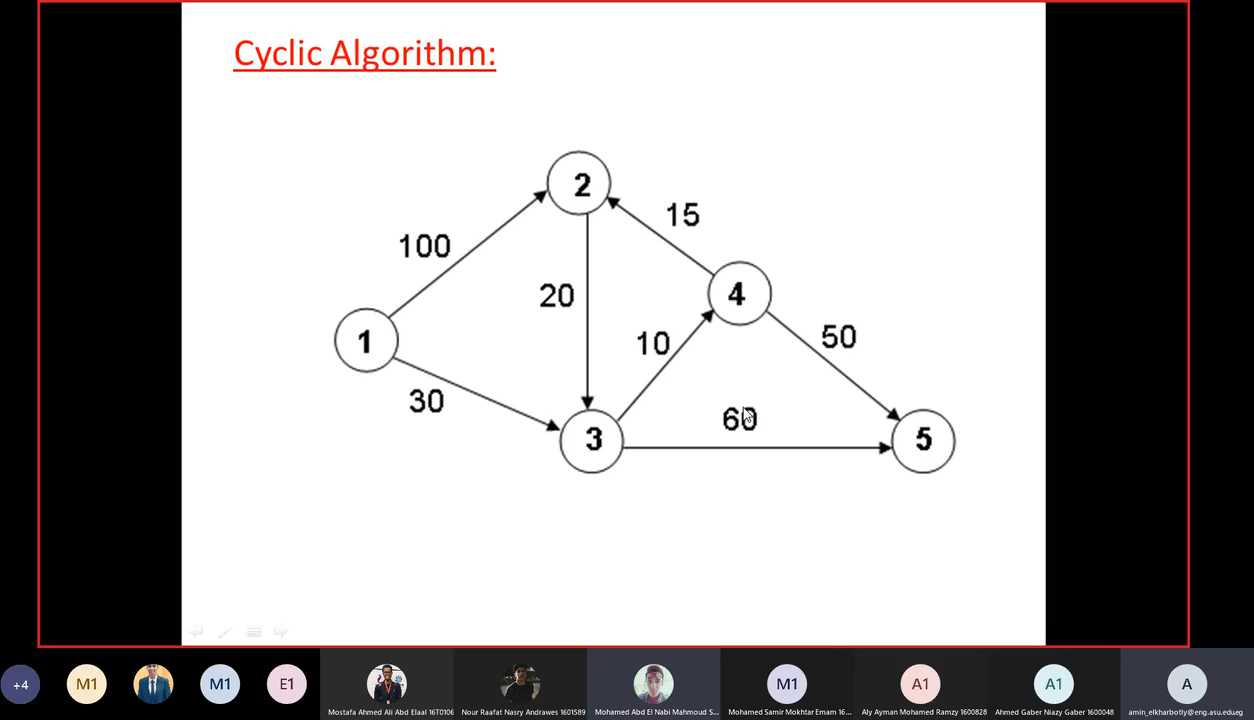 Cyclic Algorithm:
2
15
100
20
4
1
10
50
30
60
3
5
+4
M1
M1
E1
M1
A1
A1
A
Mostafa Ahmed Ali Abd Elaal 16T0106
Nour Raafat Nasry Andrawes 1601589
Mohamed Abd El Nabi Mahmoud S...
Mohamed Samir Mokhtar Emam 16...
Aly Ayman Mohamed Ramzy 1600828
Ahmed Gaber Niazy Gaber 1600048
amin_elkharbotly@eng.asu.edu.eg